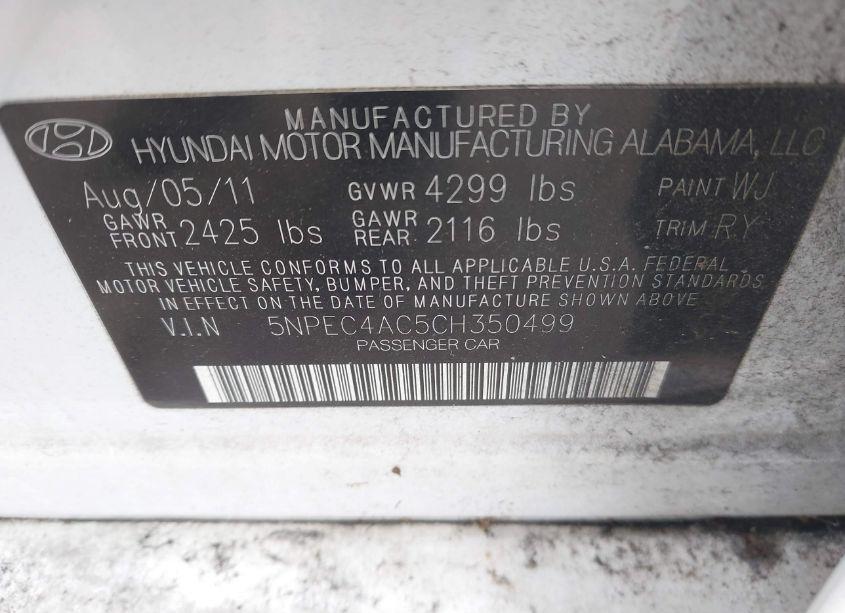 MANUFACTURED BY
HYUNDAI MOTOR MANUFACTURING ALABAMA, LLC
Aug/05/11 GVWR 4299 lbs PAINT WJ
GAWR FRONT 2425 lbs GAWR REAR 2116 lbs TRIM RY
THIS VEHICLE CONFORMS TO ALL APPLICABLE U.S.A. FEDERAL
MOTOR VEHICLE SAFETY, BUMPER, AND THEFT PREVENTION STANDARDS
IN EFFECT ON THE DATE OF MANUFACTURE SHOWN ABOVE
V.I.N 5NPEC4AC5CH350499
PASSENGER CAR